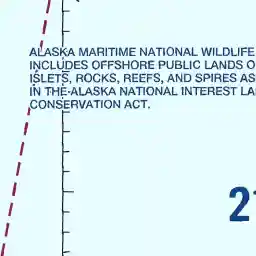 ALASKA MARITIME NATIONAL WILDLIFE
INCLUDES OFFSHORE PUBLIC LANDS O
ISLETS, ROCKS, REEFS, AND SPIRES AS
IN THE ALASKA NATIONAL INTEREST LA
CONSERVATION ACT.
2